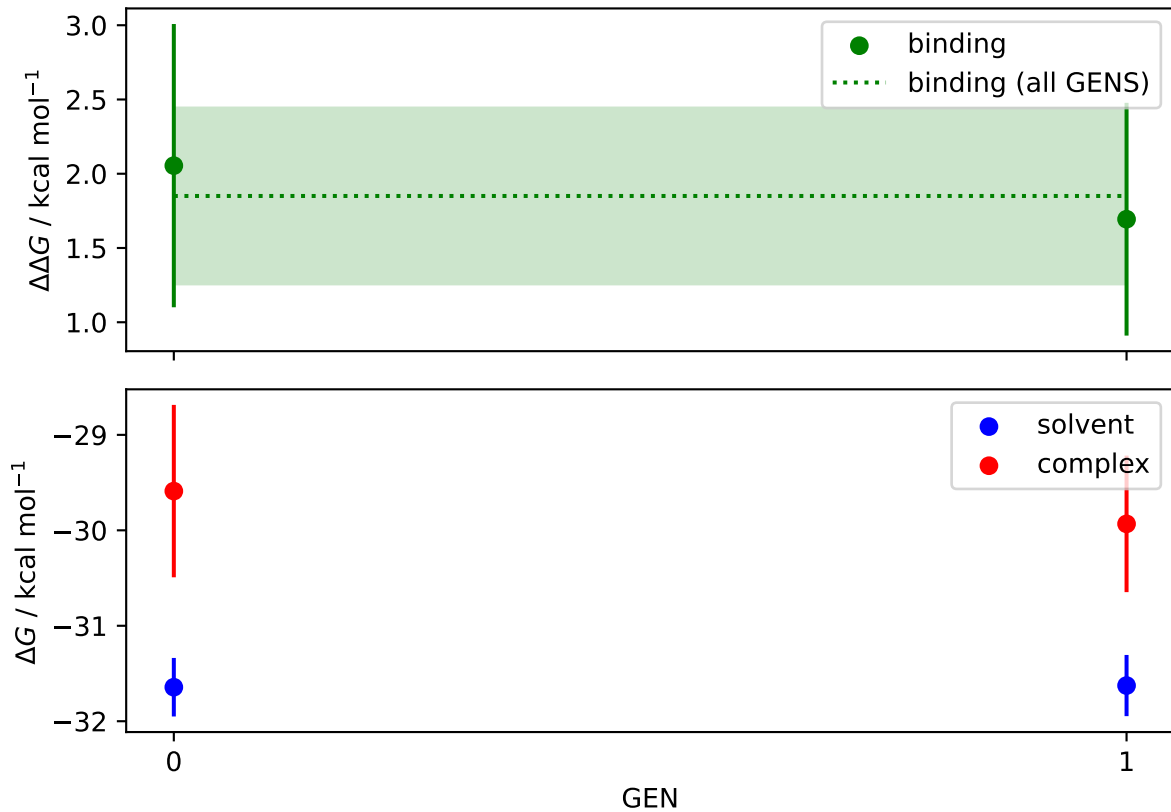 3.0
2.5
2.0
1.5
1.0
ΔΔG / kcal mol⁻¹
binding
binding (all GENS)
−29
−30
−31
−32
ΔG / kcal mol⁻¹
solvent
complex
0
1
GEN